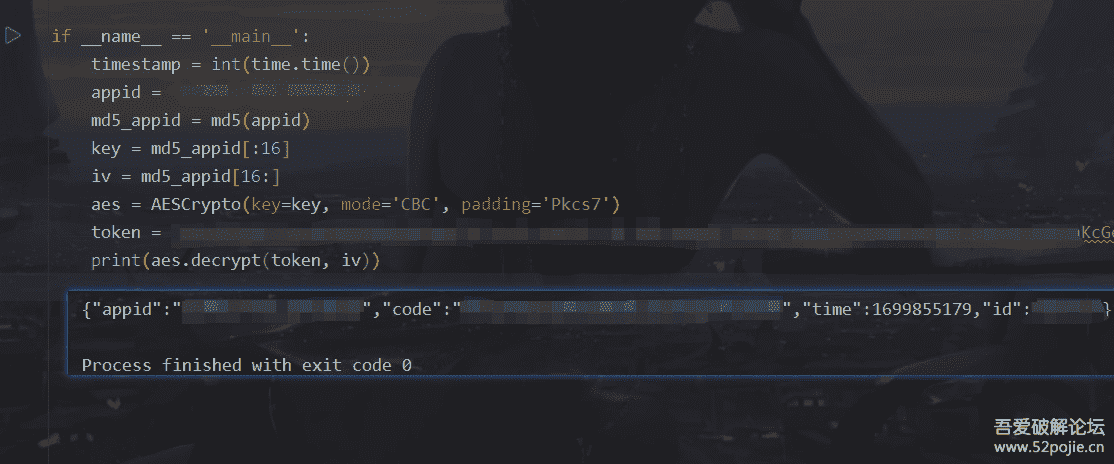 if __name__ == '__main__':
timestamp = int(time.time())
appid =
md5_appid = md5(appid)
key = md5_appid[:16]
iv = md5_appid[16:]
aes = AESCrypto(key=key, mode='CBC', padding='Pkcs7')
token =
print(aes.decrypt(token, iv))
{"appid":"","code":"","time":1699855179,"id":}
Process finished with exit code 0
吾爱破解论坛
www.52pojie.cn